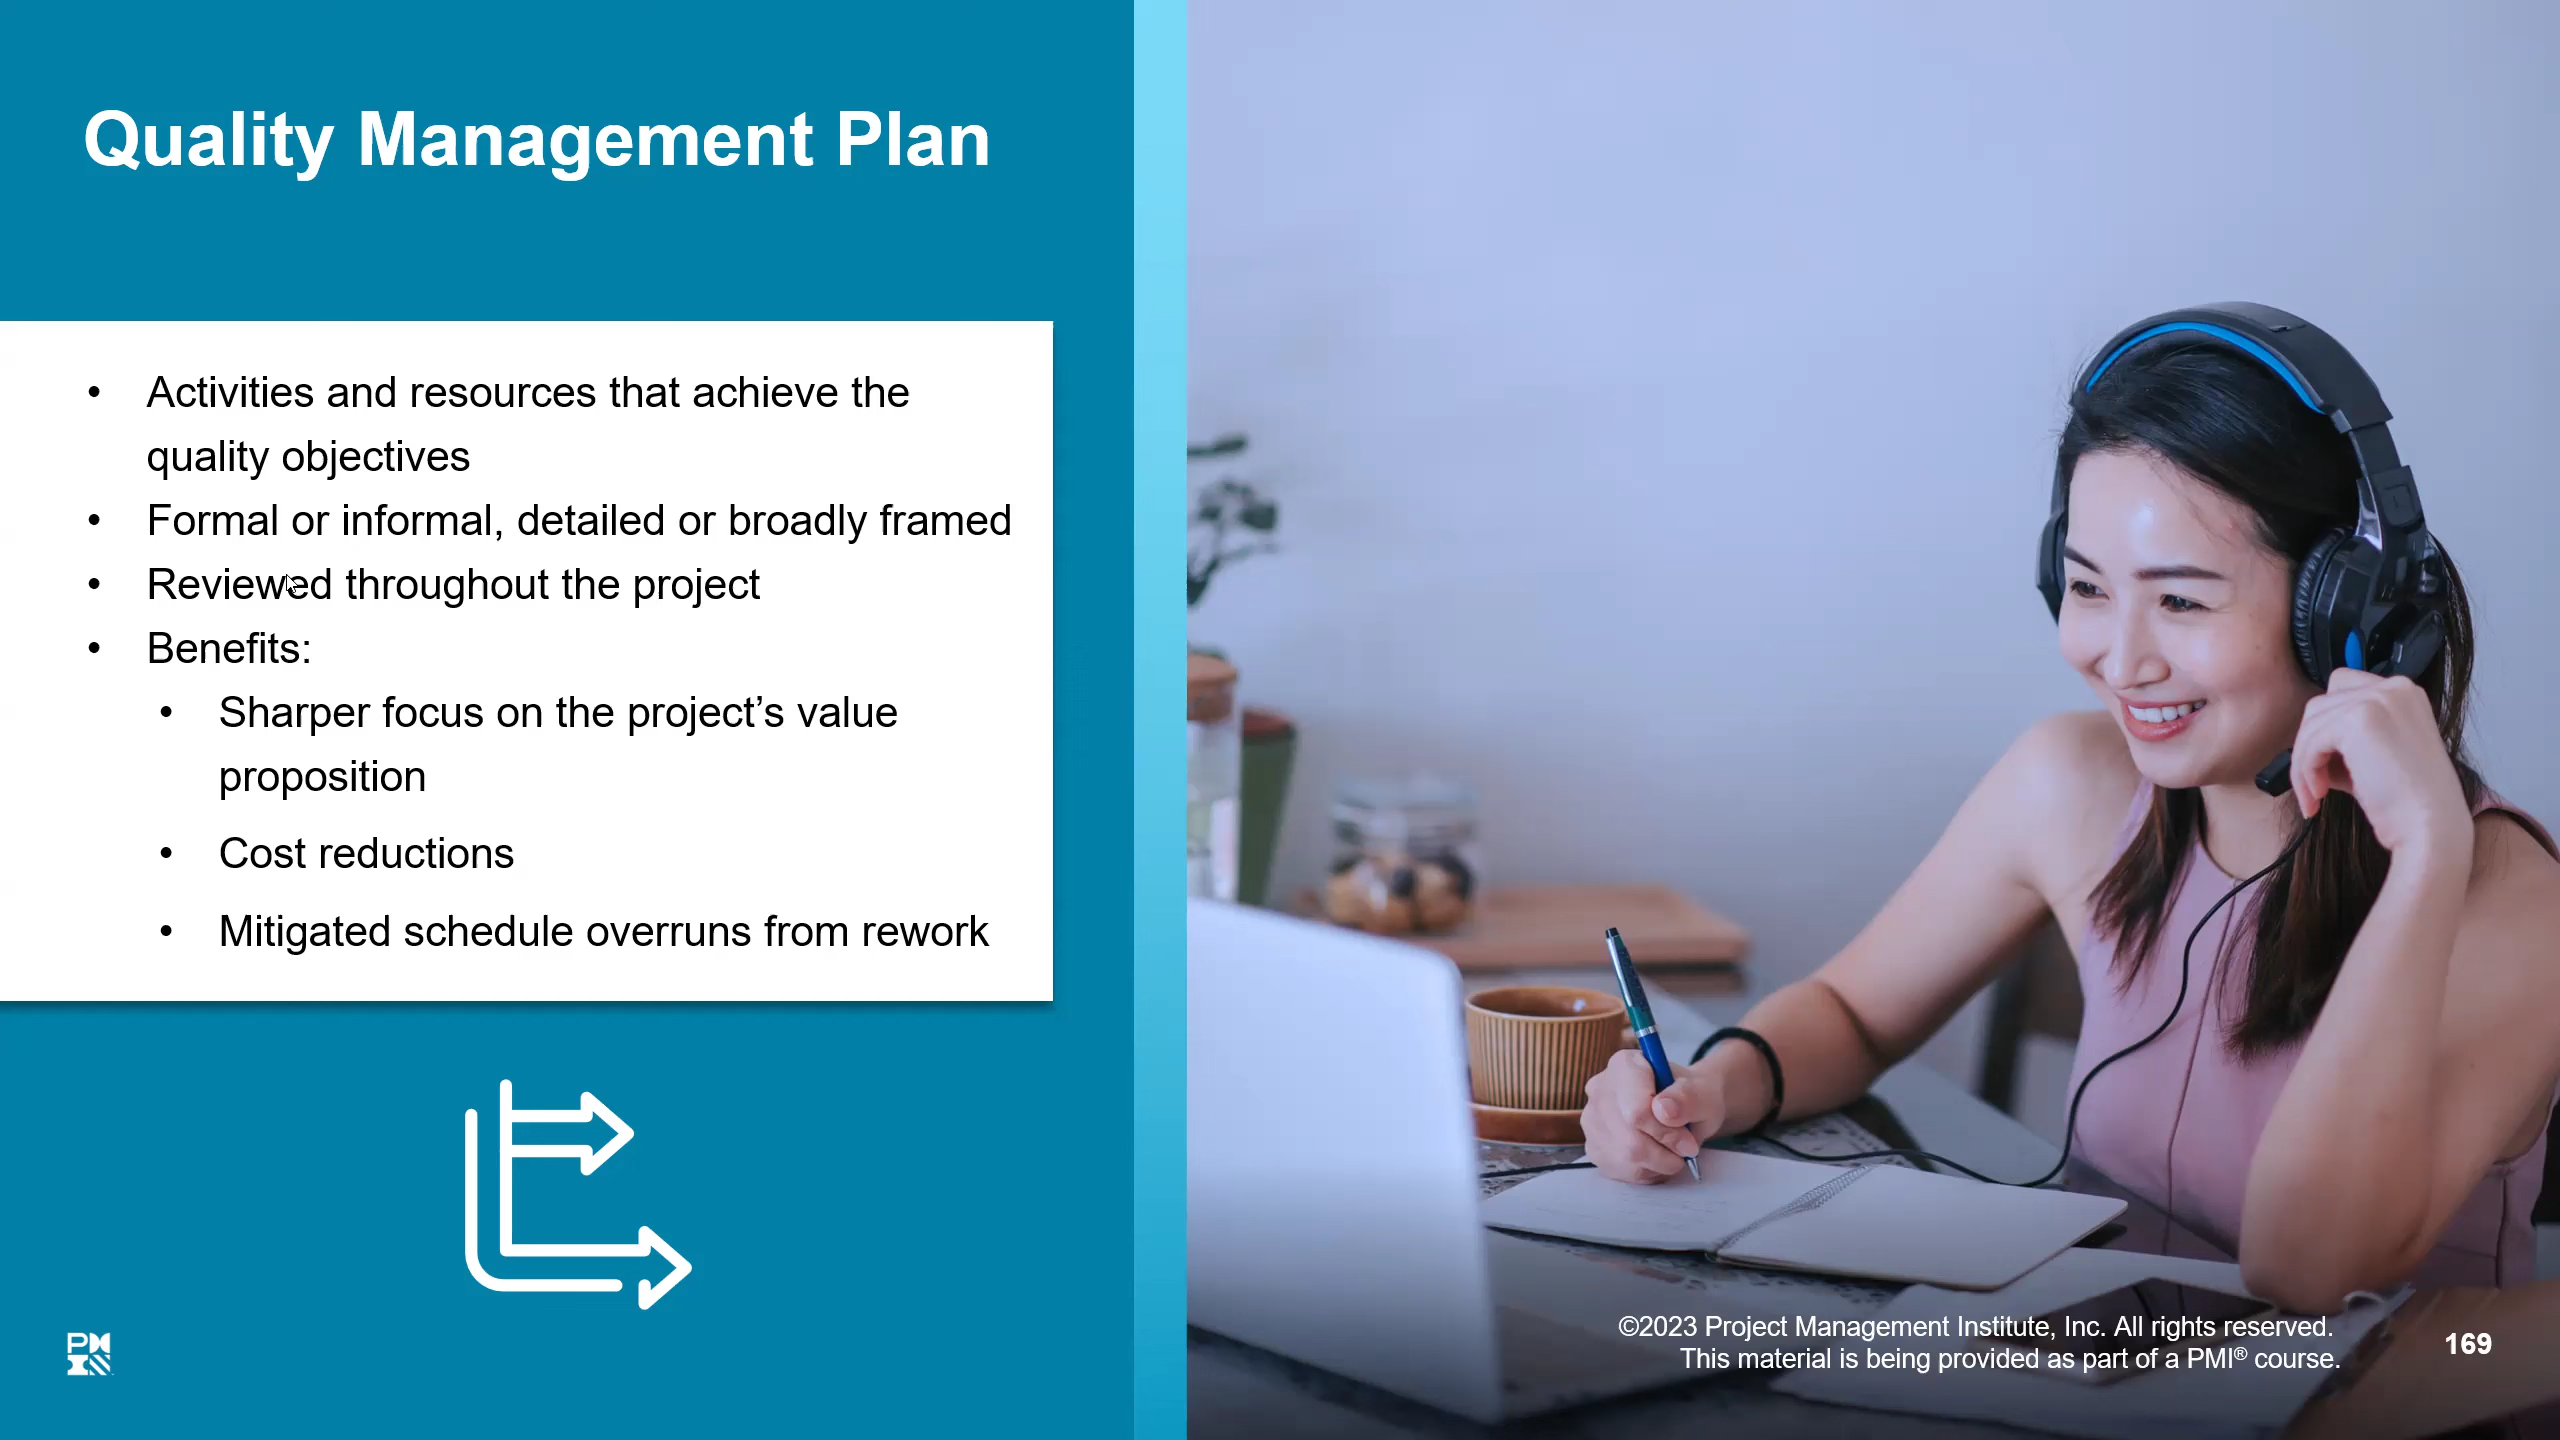 Quality Management Plan
• Activities and resources that achieve the
quality objectives
• Formal or informal, detailed or broadly framed
• Reviewed throughout the project
• Benefits:
• Sharper focus on the project’s value
proposition
• Cost reductions
• Mitigated schedule overruns from rework
PM
I
©2023 Project Management Institute, Inc. All rights reserved.
This material is being provided as part of a PMI® course.
169